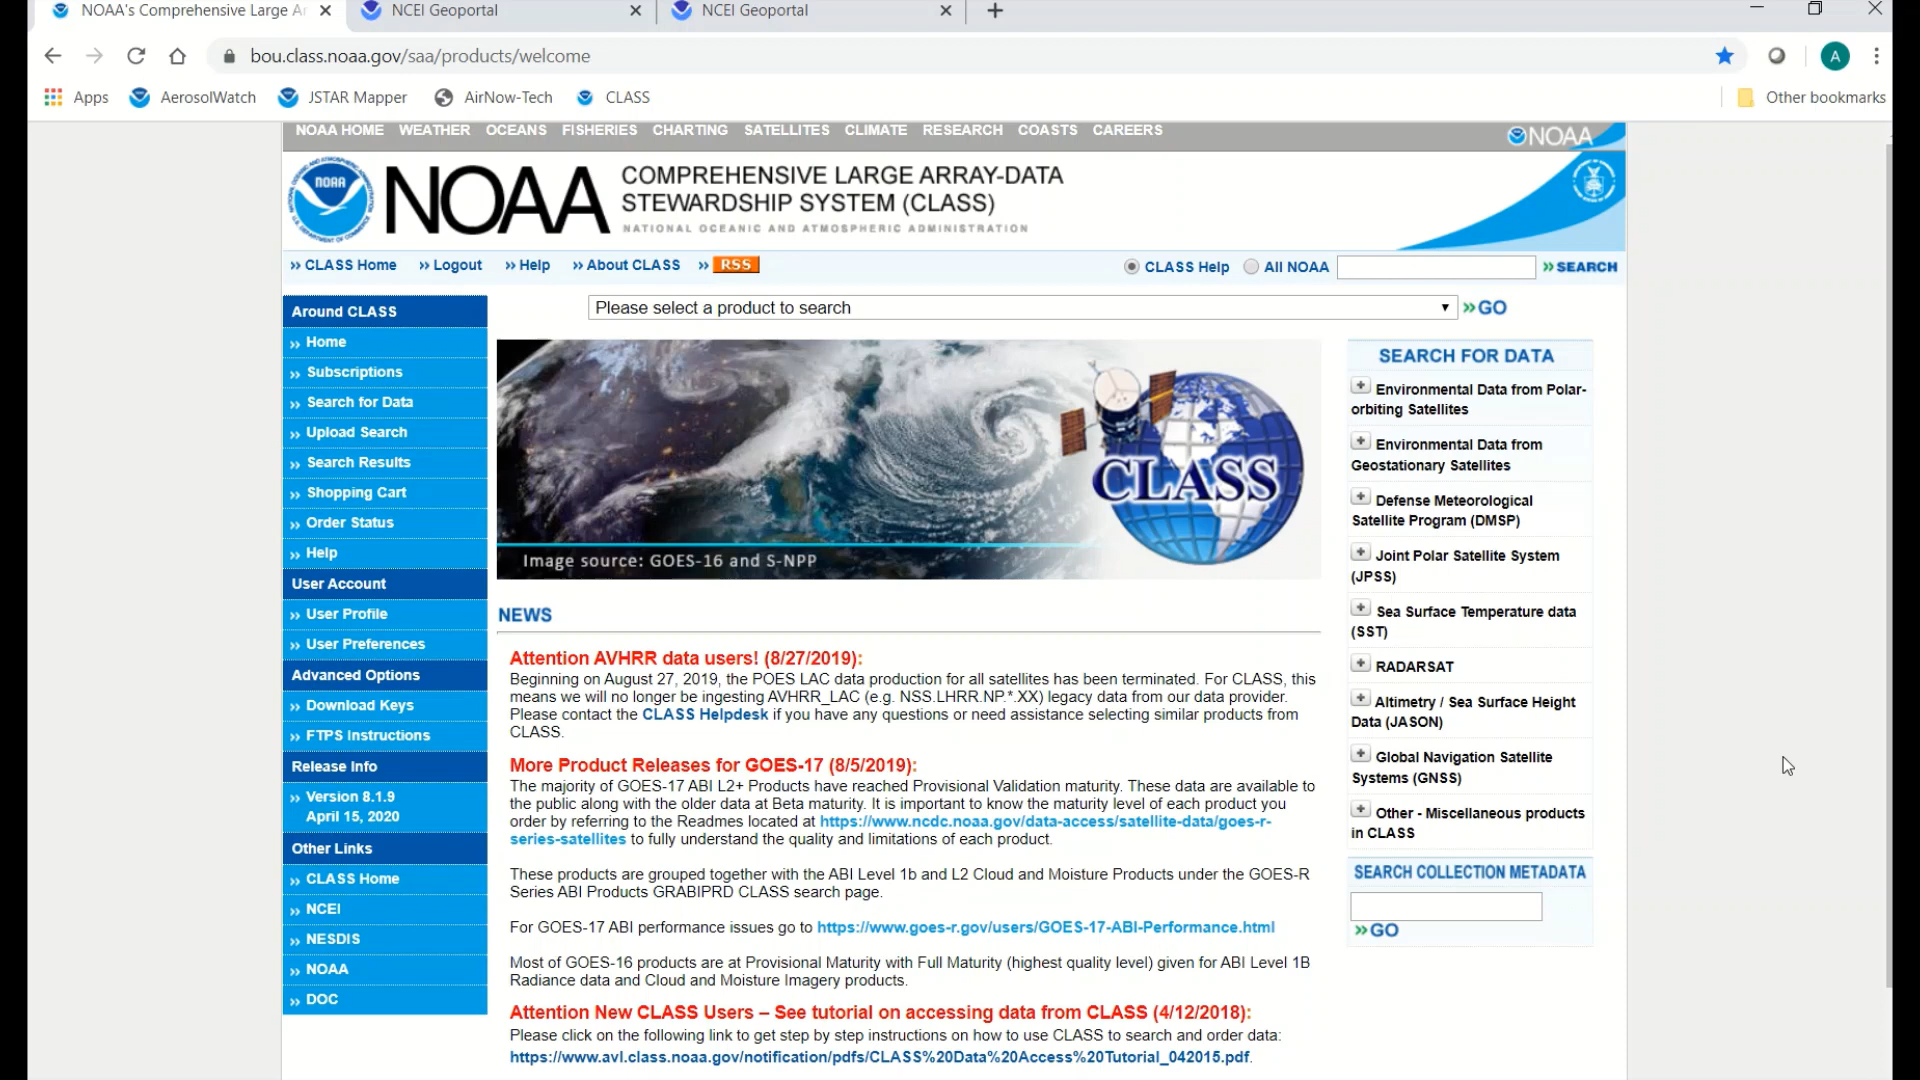 NOAA's Comprehensive Large Ar
NCEI Geoportal
NCEI Geoportal
bou.class.noaa.gov/saa/products/welcome
A
Apps
AerosolWatch
JSTAR Mapper
AirNow-Tech
CLASS
Other bookmarks
NOAA HOME WEATHER OCEANS FISHERIES CHARTING SATELLITES CLIMATE RESEARCH COASTS CAREERS
NOAA
NOAA
NOAA
COMPREHENSIVE LARGE ARRAY-DATA
STEWARDSHIP SYSTEM (CLASS)
NATIONAL OCEANIC AND ATMOSPHERIC ADMINISTRATION
» CLASS Home » Logout » Help » About CLASS » RSS
CLASS Help All NOAA » SEARCH
Please select a product to search
» GO
Around CLASS
» Home
» Subscriptions
» Search for Data
» Upload Search
» Search Results
» Shopping Cart
» Order Status
» Help
User Account
» User Profile
» User Preferences
Advanced Options
» Download Keys
» FTPS Instructions
Release Info
» Version 8.1.9
April 15, 2020
Other Links
» CLASS Home
» NCEI
» NESDIS
» NOAA
» DOC
CLASS
Image source: GOES-16 and S-NPP
NEWS
Attention AVHRR data users! (8/27/2019):
Beginning on August 27, 2019, the POES LAC data production for all satellites has been terminated. For CLASS, this
means we will no longer be ingesting AVHRR_LAC (e.g. NSS.LHRR.NP.*.XX) legacy data from our data provider.
Please contact the CLASS Helpdesk if you have any questions or need assistance selecting similar products from
CLASS.
More Product Releases for GOES-17 (8/5/2019):
The majority of GOES-17 ABI L2+ Products have reached Provisional Validation maturity. These data are available to
the public along with the older data at Beta maturity. It is important to know the maturity level of each product you
order by referring to the Readmes located at https://www.ncdc.noaa.gov/data-access/satellite-data/goes-r-
series-satellites to fully understand the quality and limitations of each product.
These products are grouped together with the ABI Level 1b and L2 Cloud and Moisture Products under the GOES-R
Series ABI Products GRABIPRD CLASS search page.
For GOES-17 ABI performance issues go to https://www.goes-r.gov/users/GOES-17-ABI-Performance.html
Most of GOES-16 products are at Provisional Maturity with Full Maturity (highest quality level) given for ABI Level 1B
Radiance data and Cloud and Moisture Imagery products.
Attention New CLASS Users – See tutorial on accessing data from CLASS (4/12/2018):
Please click on the following link to get step by step instructions on how to use CLASS to search and order data:
https://www.avl.class.noaa.gov/notification/pdfs/CLASS%20Data%20Access%20Tutorial_042015.pdf.
SEARCH FOR DATA
Environmental Data from Polar-
orbiting Satellites
Environmental Data from
Geostationary Satellites
Defense Meteorological
Satellite Program (DMSP)
Joint Polar Satellite System
(JPSS)
Sea Surface Temperature data
(SST)
RADARSAT
Altimetry / Sea Surface Height
Data (JASON)
Global Navigation Satellite
Systems (GNSS)
Other - Miscellaneous products
in CLASS
SEARCH COLLECTION METADATA
» GO